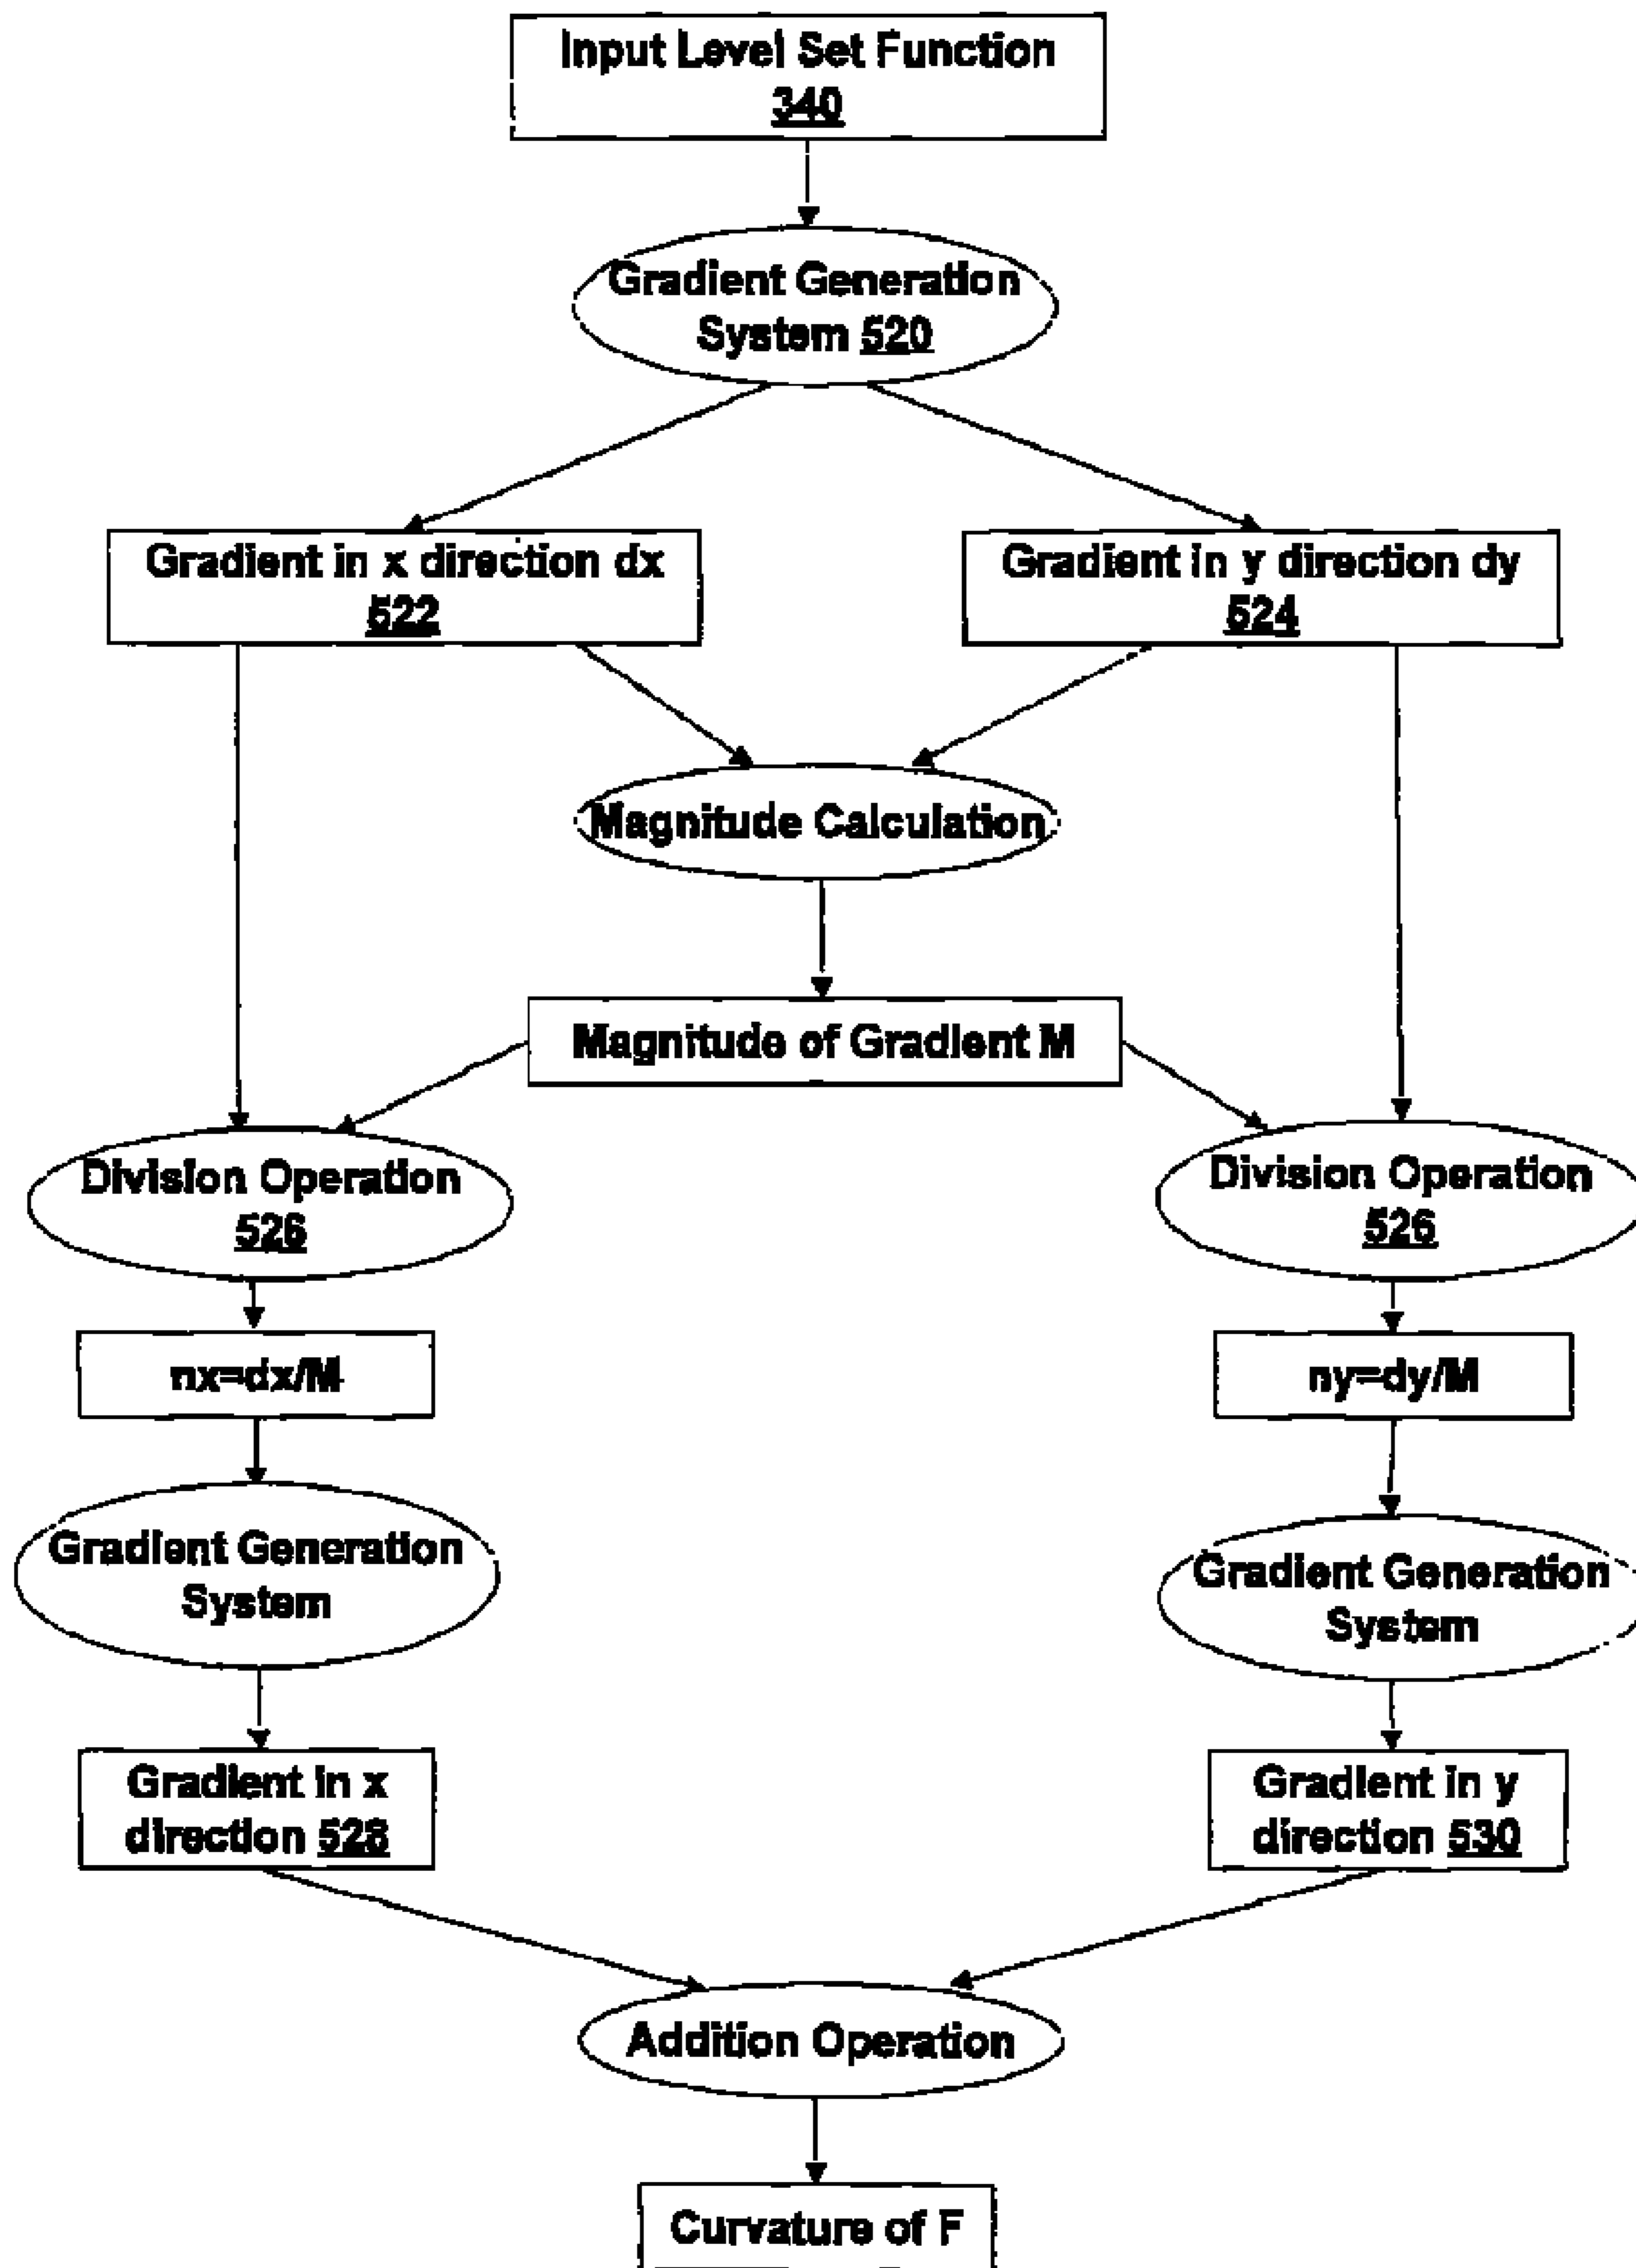 Input Level Set Function
340
Gradient Generation
System 520
Gradient in x direction dx
522
Gradient in y direction dy
524
Magnitude Calculation
Magnitude of Gradient M
Division Operation
526
Division Operation
526
nx=dx/M
ny=dy/M
Gradient Generation
System
Gradient Generation
System
Gradient in x
direction 528
Gradient in y
direction 530
Addition Operation
Curvature of F